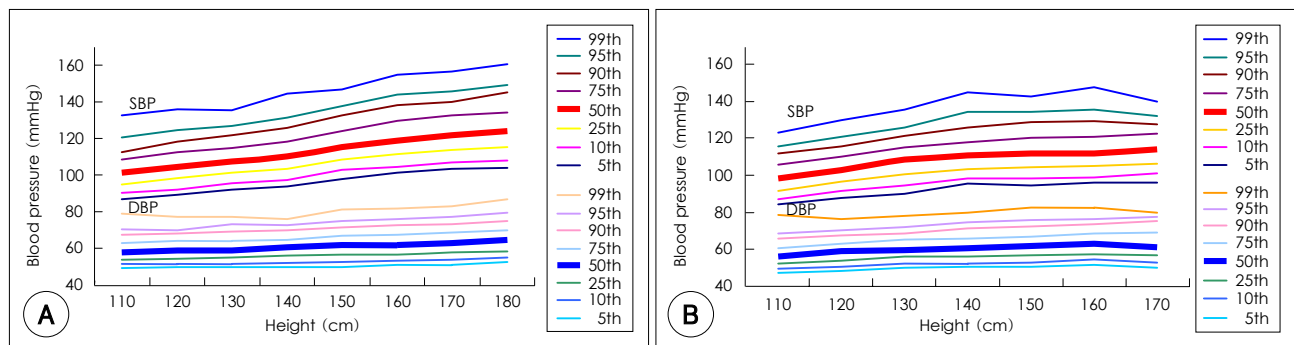 160
140
120
100
80
60
40
Blood pressure (mmHg)
SBP
DBP
110 120 130 140 150 160 170 180
Height (cm)
A
99th
95th
90th
75th
50th
25th
10th
5th
99th
95th
90th
75th
50th
25th
10th
5th
160
140
120
100
80
60
40
Blood pressure (mmHg)
SBP
DBP
110 120 130 140 150 160 170
Height (cm)
B
99th
95th
90th
75th
50th
25th
10th
5th
99th
95th
90th
75th
50th
25th
10th
5th